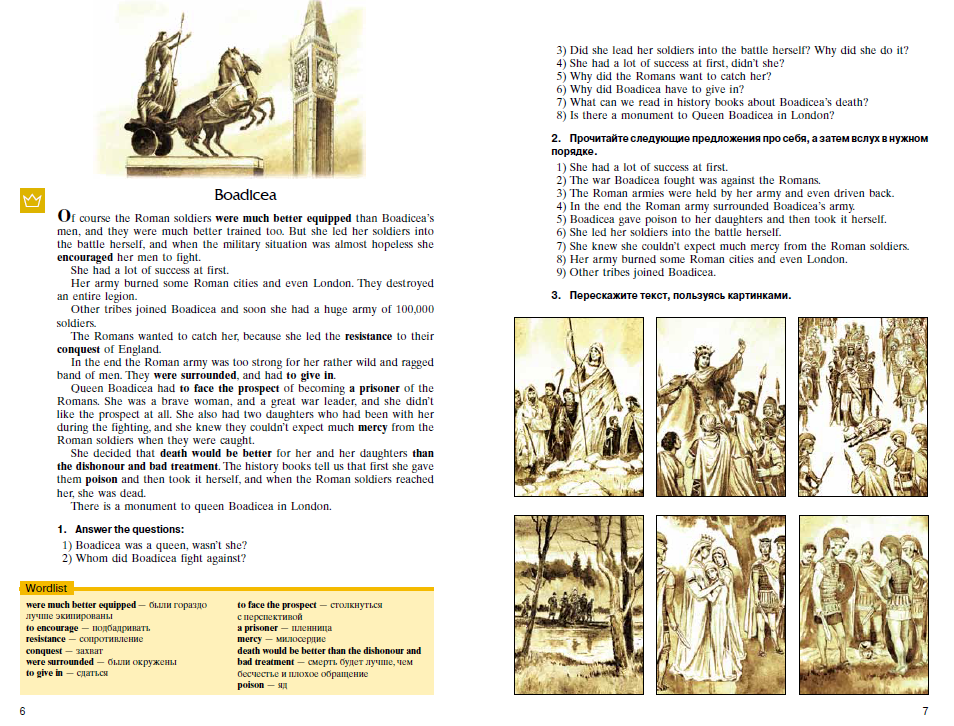 Boadicea
Of course the Roman soldiers were much better equipped than Boadicea's
men, and they were much better trained too. But she led her soldiers into
the battle herself, and when the military situation was almost hopeless she
encouraged her men to fight.
She had a lot of success at first.
Her army burned some Roman cities and even London. They destroyed
an entire legion.
Other tribes joined Boadicea and soon she had a huge army of 100,000
soldiers.
The Romans wanted to catch her, because she led the resistance to their
conquest of England.
In the end the Roman army was too strong for her rather wild and ragged
band of men. They were surrounded, and had to give in.
Queen Boadicea had to face the prospect of becoming a prisoner of the
Romans. She was a brave woman, and a great war leader, and she didn't
like the prospect at all. She also had two daughters who had been with her
during the fighting, and she knew they couldn't expect much mercy from the
Roman soldiers when they were caught.
She decided that death would be better for her and her daughters than
the dishonour and bad treatment. The history books tell us that first she gave
them poison and then took it herself, and when the Roman soldiers reached
her, she was dead.
There is a monument to queen Boadicea in London.
1. Answer the questions:
1) Boadicea was a queen, wasn't she?
2) Whom did Boadicea fight against?
Wordlist
were much better equipped — были гораздо
лучше экипированы
to encourage — подбадривать
resistance — сопротивление
conquest — захват
were surrounded — были окружены
to give in — сдаться
to face the prospect — столкнуться
с перспективой
a prisoner — пленница
mercy — милосердие
death would be better than the dishonour and
bad treatment — смерть будет лучше, чем
бесчестье и плохое обращение
poison — яд
6
3) Did she lead her soldiers into the battle herself? Why did she do it?
4) She had a lot of success at first, didn't she?
5) Why did the Romans want to catch her?
6) Why did Boadicea have to give in?
7) What can we read in history books about Boadicea's death?
8) Is there a monument to Queen Boadicea in London?
2. Прочитайте следующие предложения про себя, а затем вслух в нужном
порядке.
1) She had a lot of success at first.
2) The war Boadicea fought was against the Romans.
3) The Roman armies were held by her army and even driven back.
4) In the end the Roman army surrounded Boadicea's army.
5) Boadicea gave poison to her daughters and then took it herself.
6) She led her soldiers into the battle herself.
7) She knew she couldn't expect much mercy from the Roman soldiers.
8) Her army burned some Roman cities and even London.
9) Other tribes joined Boadicea.
3. Перескажите текст, пользуясь картинками.
7